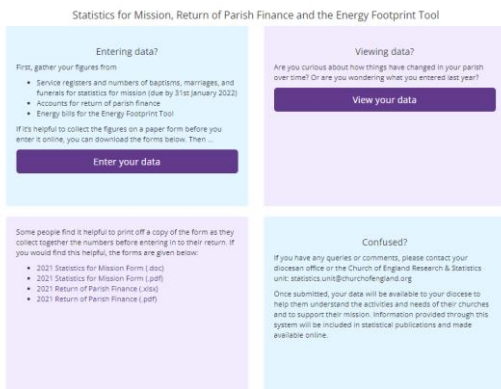 Statistics for Mission, Return of Parish Finance and the Energy Footprint Tool
Entering data?
First, gather your figures from
• Service registers and numbers of baptisms, marriages, and
funerals for statistics for mission (due by 31st January 2022)
• Accounts for return of parish finance
• Energy bills for the Energy Footprint Tool
If it's helpful to collect the figures on a paper form before you
enter it online, you can download the forms below. Then ...
Enter your data
Viewing data?
Are you curious about how things have changed in your parish
over time? Or are you wondering what you entered last year?
View your data
Some people find it helpful to print off a copy of the form as they
collect together the numbers before entering in to their return. If
you would find this helpful, the forms are given below:
• 2021 Statistics for Mission Form (.doc)
• 2021 Statistics for Mission Form (.pdf)
• 2021 Return of Parish Finance (.xlsx)
• 2021 Return of Parish Finance (.pdf)
Confused?
If you have any queries or comments, please contact your
diocesan office or the Church of England Research & Statistics
unit: statistics.unit@churchofengland.org
Once submitted, your data will be available to your diocese to
help them understand the activities and needs of their churches
and to support their mission. Information provided through this
system will be included in statistical publications and made
available online.